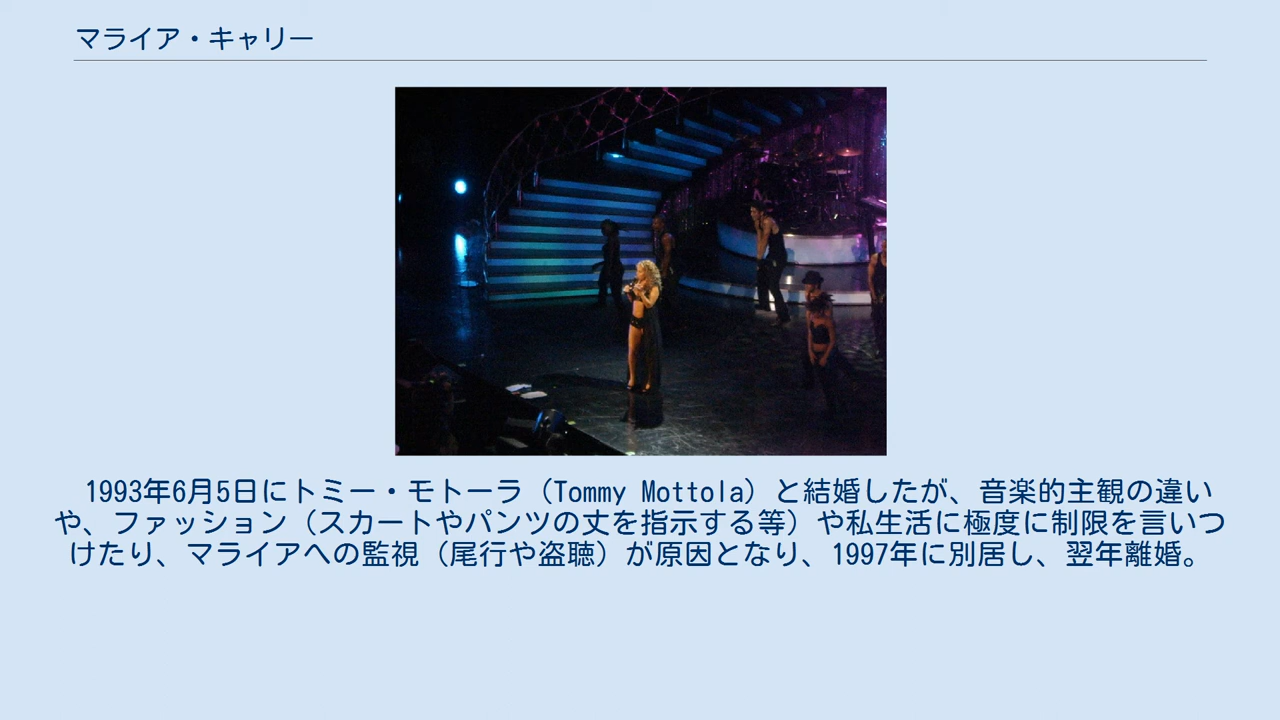 マライア・キャリー
1993年6月5日にトミー・モトーラ（Tommy Mottola）と結婚したが、音楽的主観の違い
や、ファッション（スカートやパンツの丈を指示する等）や私生活に極度に制限を言いつ
けたり、マライアへの監視（尾行や盗聴）が原因となり、1997年に別居し、翌年離婚。